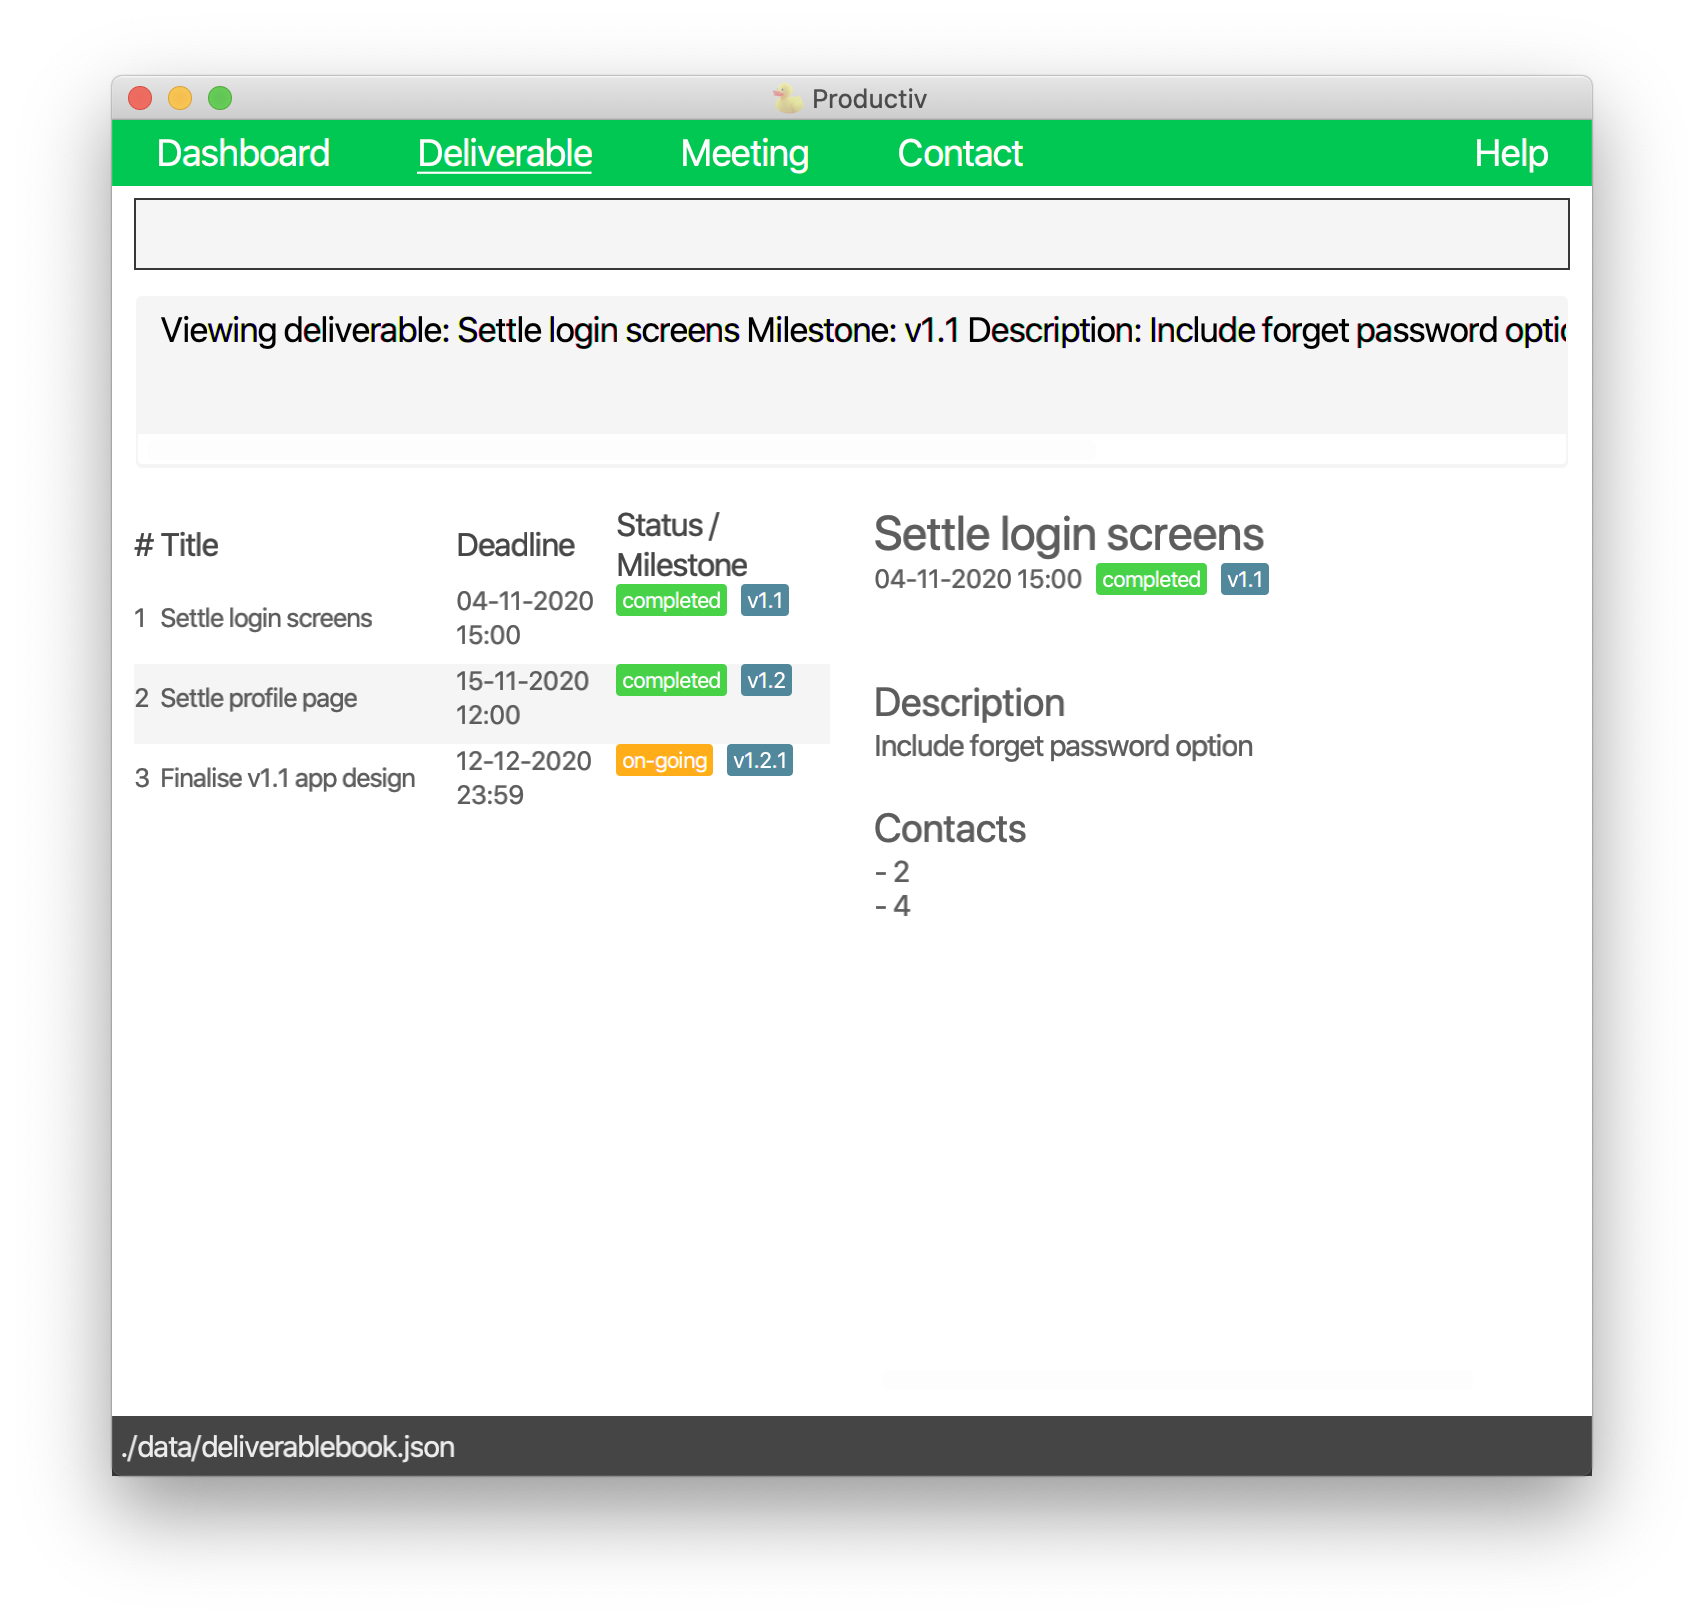 Productiv
Dashboard Deliverable Meeting Contact Help
Viewing deliverable: Settle login screens Milestone: v1.1 Description: Include forget password
# Title Deadline Status / Milestone
1 Settle login screens 04-11-2020 15:00 completed v1.1
2 Settle profile page 15-11-2020 12:00 completed v1.2
3 Finalise v1.1 app design 12-12-2020 23:59 on-going v1.2.1
Settle login screens
04-11-2020 15:00 completed v1.1
Description
Include forget password option
Contacts
- 2
- 4
./data/deliverablebook.json